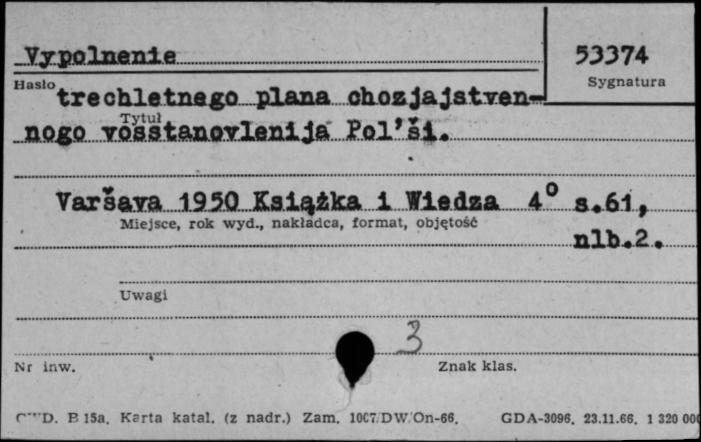 Vypolnenie 53374
Hasło Sygnatura
trechletnego plana chozjajstven-
Tytuł
nogo vosstanovlenija Pol'ši.
Varšava 1950 Książka i Wiedza 4° s.61,
Miejsce, rok wyd., nakładca, format, objętość
nlb.2.
Uwagi
3
Nr inw. Znak klas.
D. B 15a. Karta katal. (z nadr.) Zam. 1007/DW/On-66. GDA-3096. 23.11.66. 1 320 000